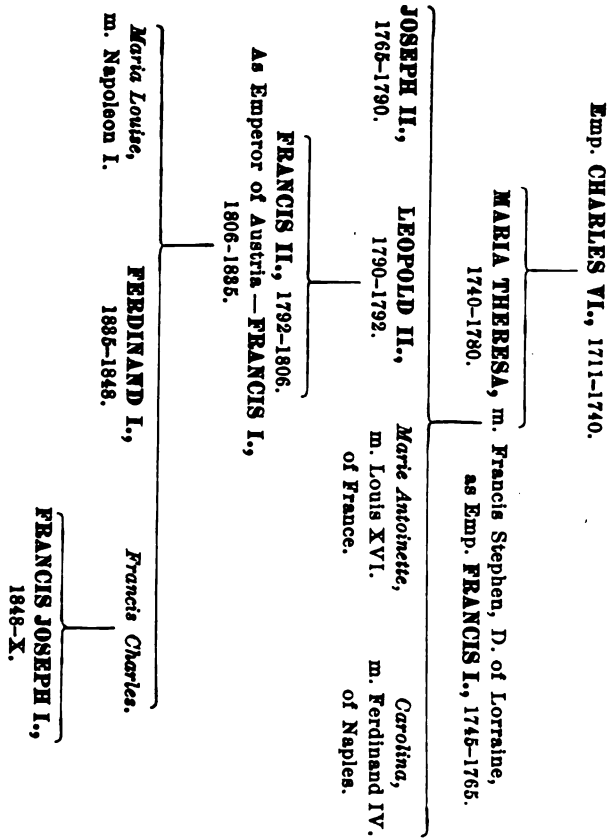 Emp. CHARLES VI., 1711–1740.
MARIA THERESA, m. Francis Stephen, D. of Lorraine,
1740–1780.
as Emp. FRANCIS I., 1745–1765.
JOSEPH II.,
1765–1790.
LEOPOLD II.,
1790–1792.
Marie Antoinette,
m. Louis XVI.
of France.
Carolina,
m. Ferdinand IV.
of Naples.
FRANCIS II., 1792–1806.
As Emperor of Austria — FRANCIS I.,
1806–1835.
Maria Louise,
m. Napoleon I.
FERDINAND I.,
1835–1848.
Francis Charles.
FRANCIS JOSEPH I.,
1848–X.